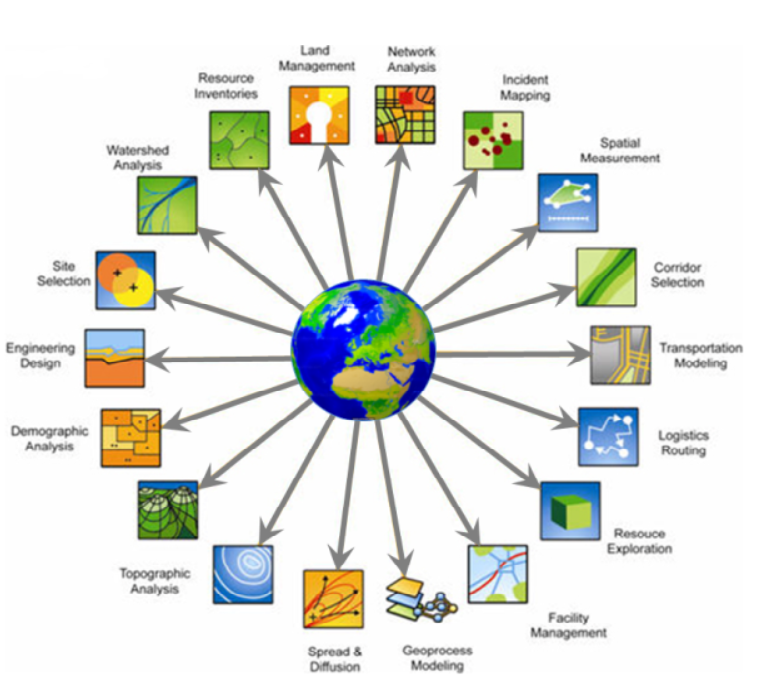 Land
Management
Network
Analysis
Resource
Inventories
Incident
Mapping
Watershed
Analysis
Spatial
Measurement
Site
Selection
Corridor
Selection
Engineering
Design
Transportation
Modeling
Demographic
Analysis
Logistics
Routing
Resouce
Exploration
Topographic
Analysis
Facility
Management
Spread &
Diffusion
Geoprocess
Modeling